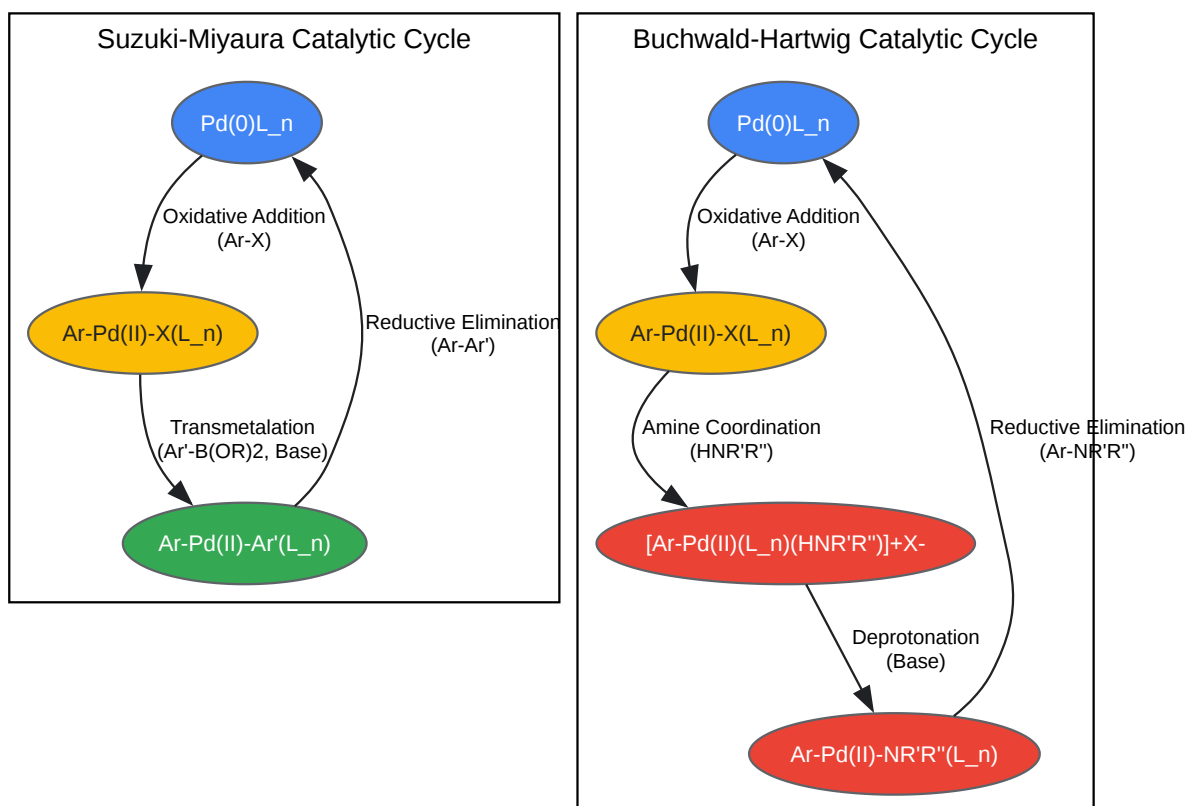 Suzuki-Miyaura Catalytic Cycle
Pd(0)L_n
Oxidative Addition
(Ar-X)
Ar-Pd(II)-X(L_n)
Reductive Elimination
(Ar-Ar')
Transmetalation
(Ar'-B(OR)2, Base)
Ar-Pd(II)-Ar'(L_n)
Buchwald-Hartwig Catalytic Cycle
Pd(0)L_n
Oxidative Addition
(Ar-X)
Ar-Pd(II)-X(L_n)
Amine Coordination
(HNR'R")
Reductive Elimination
(Ar-NR'R")
[Ar-Pd(II)(L_n)(HNR'R")]+X-
Deprotonation
(Base)
Ar-Pd(II)-NR'R"(L_n)